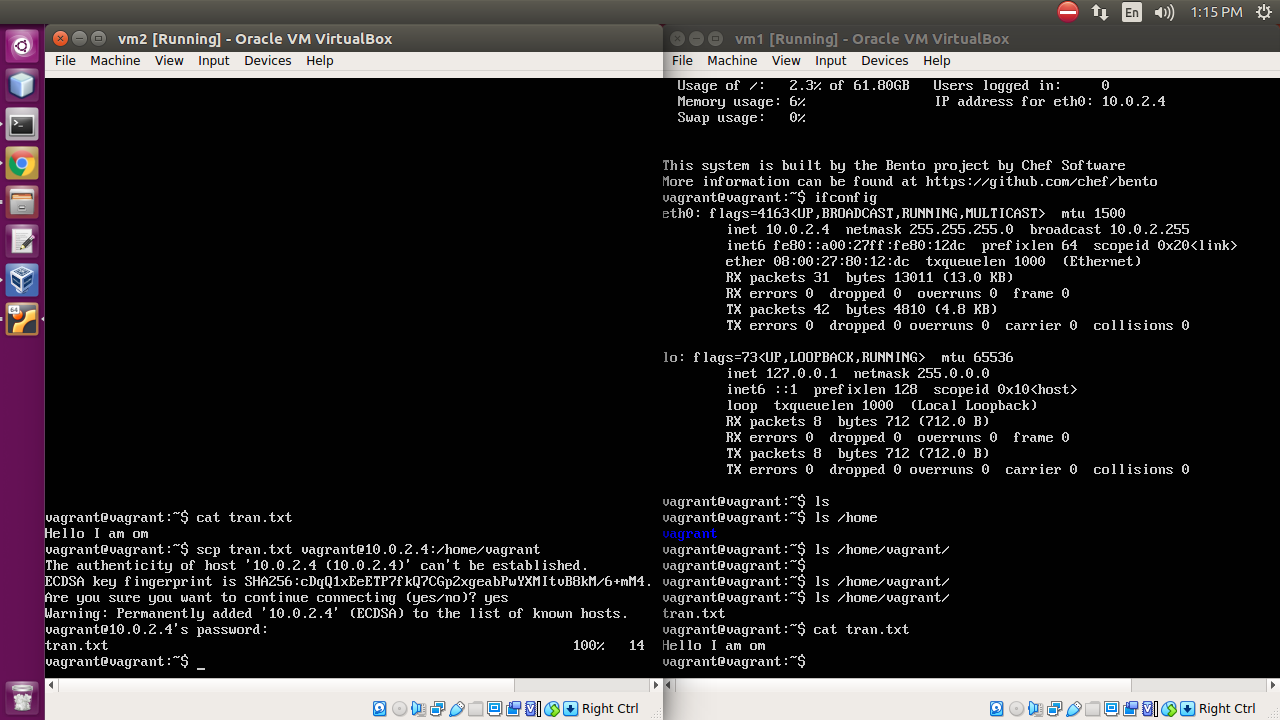 En 1:15 PM
vm2 [Running] - Oracle VM VirtualBox
File Machine View Input Devices Help
vagrant@vagrant:~$ cat tran.txt
Hello I am om
vagrant@vagrant:~$ scp tran.txt vagrant@10.0.2.4:/home/vagrant
The authenticity of host '10.0.2.4 (10.0.2.4)' can't be established.
ECDSA key fingerprint is SHA256:cDqQ1xEeETP7fkQ7CGp2xgeabPwYXMItvB8kM/6+mM4.
Are you sure you want to continue connecting (yes/no)? yes
Warning: Permanently added '10.0.2.4' (ECDSA) to the list of known hosts.
vagrant@10.0.2.4's password:
tran.txt 100% 14
vagrant@vagrant:~$ _
Right Ctrl
vm1 [Running] - Oracle VM VirtualBox
File Machine View Input Devices Help
Usage of /: 2.3% of 61.80GB Users logged in: 0
Memory usage: 6% IP address for eth0: 10.0.2.4
Swap usage: 0%
This system is built by the Bento project by Chef Software
More information can be found at https://github.com/chef/bento
vagrant@vagrant:~$ ifconfig
eth0: flags=4163<UP,BROADCAST,RUNNING,MULTICAST> mtu 1500
inet 10.0.2.4 netmask 255.255.255.0 broadcast 10.0.2.255
inet6 fe80::a00:27ff:fe80:12dc prefixlen 64 scopeid 0x20<link>
ether 08:00:27:80:12:dc txqueuelen 1000 (Ethernet)
RX packets 31 bytes 13011 (13.0 KB)
RX errors 0 dropped 0 overruns 0 frame 0
TX packets 42 bytes 4810 (4.8 KB)
TX errors 0 dropped 0 overruns 0 carrier 0 collisions 0
lo: flags=73<UP,LOOPBACK,RUNNING> mtu 65536
inet 127.0.0.1 netmask 255.0.0.0
inet6 ::1 prefixlen 128 scopeid 0x10<host>
loop txqueuelen 1000 (Local Loopback)
RX packets 8 bytes 712 (712.0 B)
RX errors 0 dropped 0 overruns 0 frame 0
TX packets 8 bytes 712 (712.0 B)
TX errors 0 dropped 0 overruns 0 carrier 0 collisions 0
vagrant@vagrant:~$ ls
vagrant@vagrant:~$ ls /home
vagrant
vagrant@vagrant:~$ ls /home/vagrant/
vagrant@vagrant:~$
vagrant@vagrant:~$ ls /home/vagrant/
vagrant@vagrant:~$ ls /home/vagrant/
tran.txt
vagrant@vagrant:~$ cat tran.txt
Hello I am om
vagrant@vagrant:~$
Right Ctrl
64